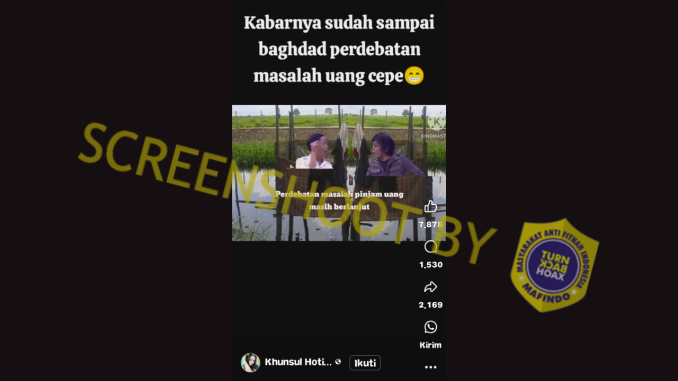 Kabarnya sudah sampai
baghdad perdebatan
masalah uang cepe😁
K
KINEMAST
Perdebatan masalah pinjam uang
masih berlanjut
7,878
1,530
2,169
Kirim
Khunsul Hoti...
Ikuti
SCREENSHOOT BY
MASYARAKAT ANTI FITNAH INDONESIA
TURN
BACK
HOAX
MAFINDO